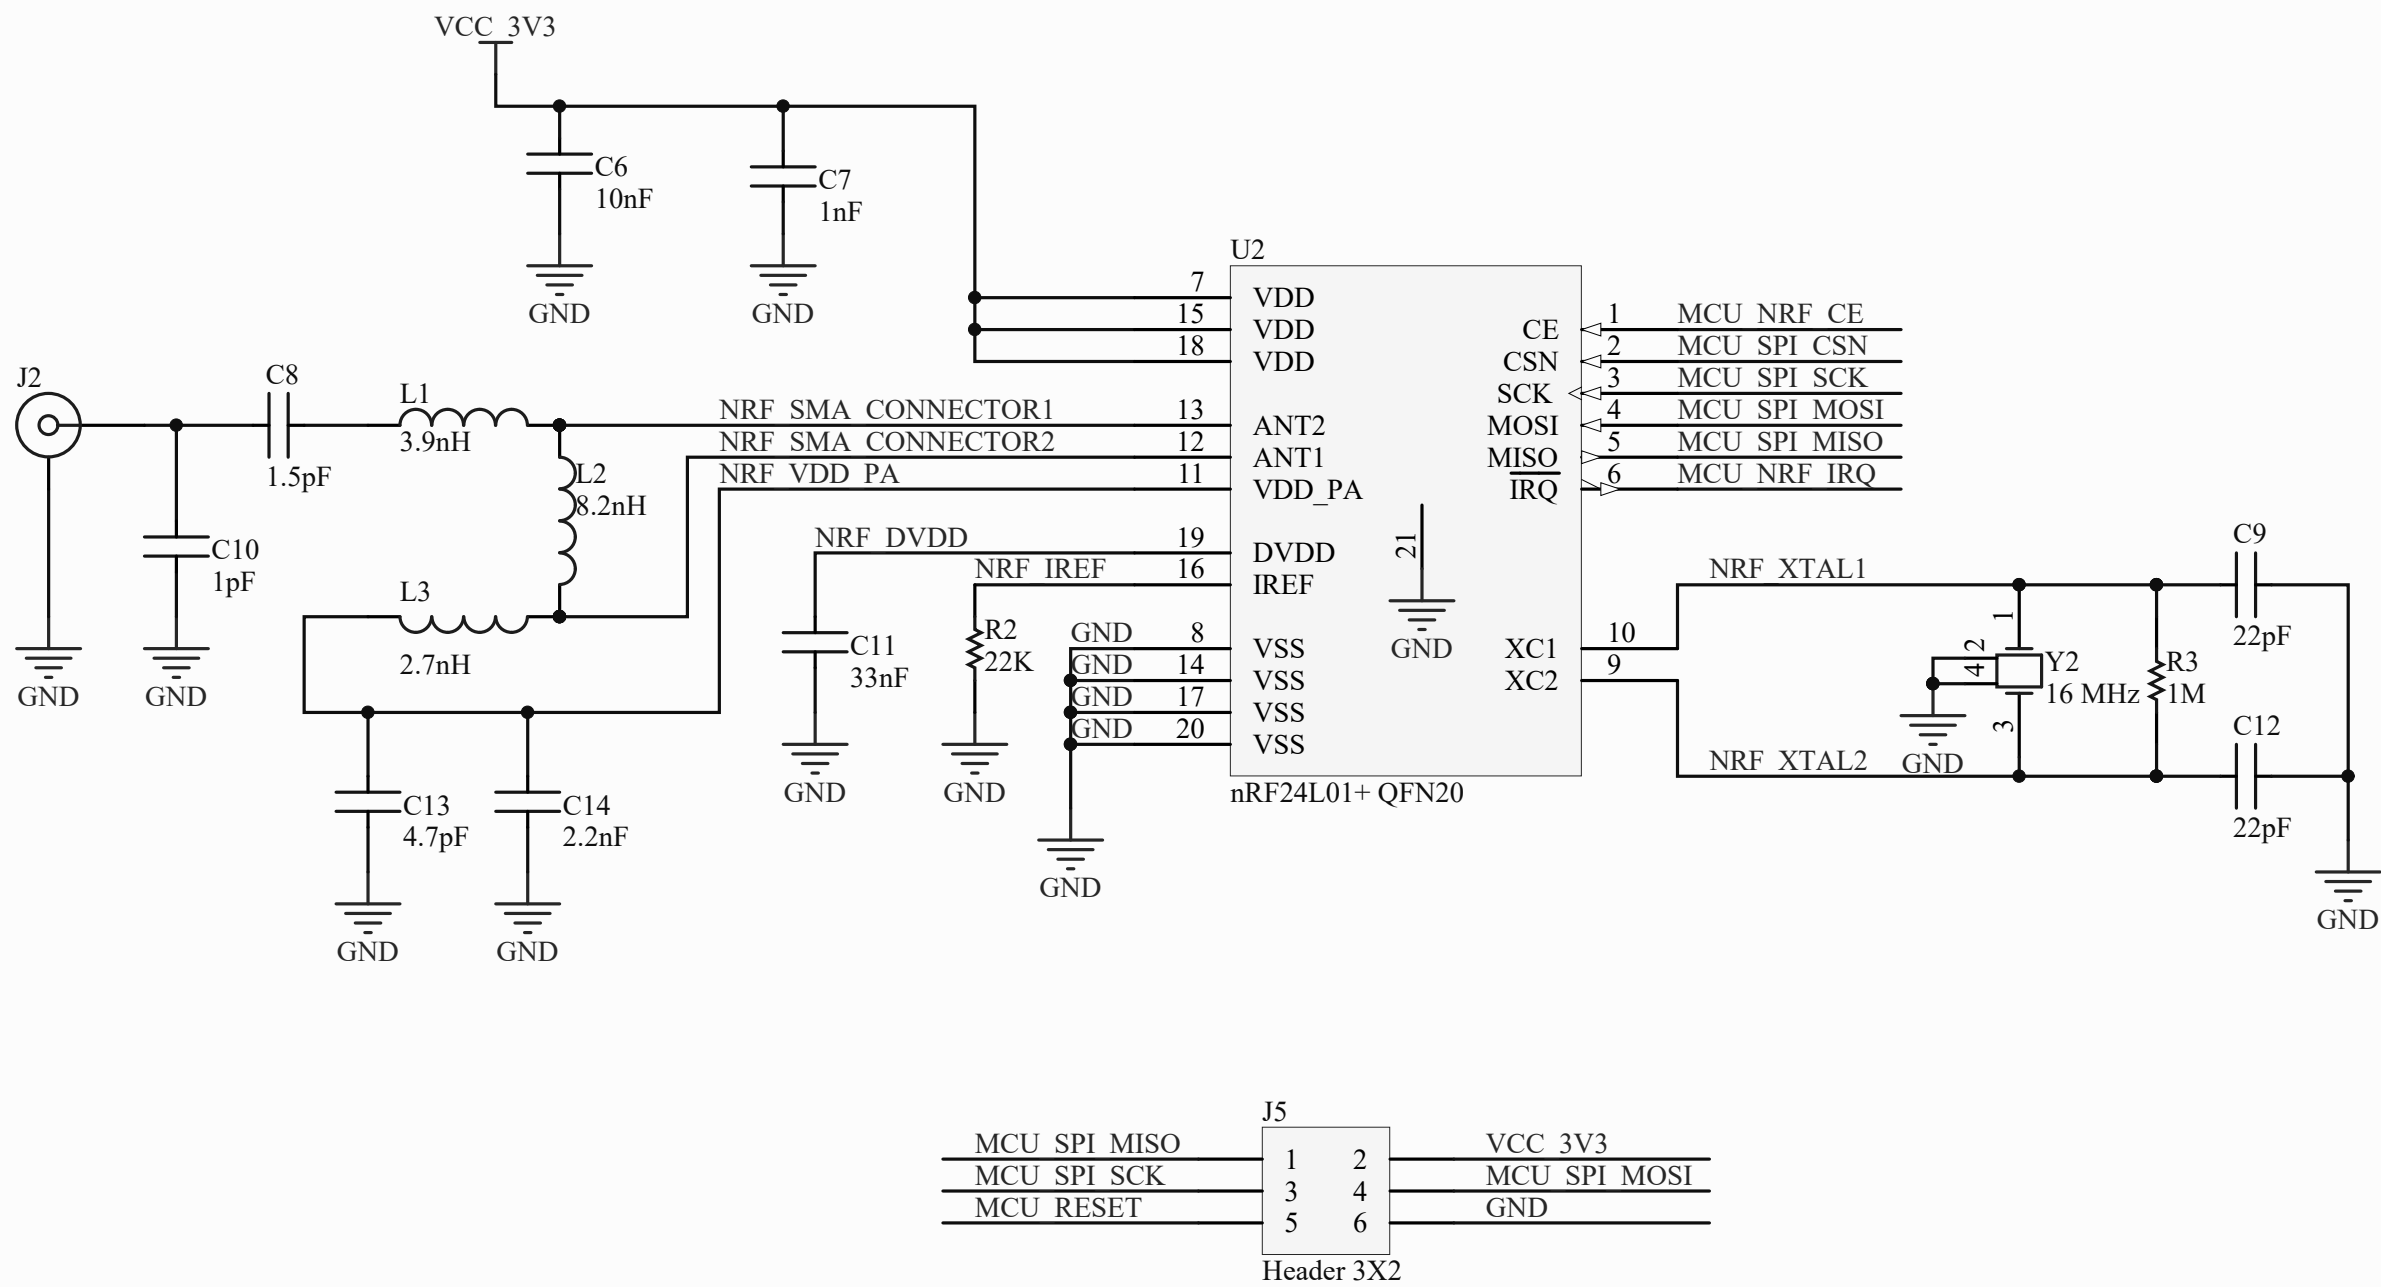 VCC_3V3
C6
10nF
C7
1nF
GND
GND
U2
7
VDD
15
VDD
18
VDD
CE
1
MCU_NRF_CE
CSN
2
MCU_SPI_CSN
SCK
3
MCU_SPI_SCK
MOSI
4
MCU_SPI_MOSI
MISO
5
MCU_SPI_MISO
IRQ
6
MCU_NRF_IRQ
J2
C8
1.5pF
L1
3.9nH
NRF_SMA_CONNECTOR1
13
ANT2
NRF_SMA_CONNECTOR2
12
ANT1
NRF_VDD_PA
11
VDD_PA
L2
8.2nH
C10
1pF
L3
2.7nH
GND
GND
NRF_DVDD
19
DVDD
NRF_IREF
16
IREF
21
GND
C11
33nF
R2
22K
GND
8
VSS
GND
14
VSS
GND
17
VSS
GND
20
VSS
XC1
10
XC2
9
NRF_XTAL1
NRF_XTAL2
1
2
4
3
Y2
16 MHz
R3
1M
C9
22pF
C12
22pF
GND
GND
GND
GND
GND
nRF24L01+ QFN20
C13
4.7pF
C14
2.2nF
GND
GND
J5
MCU_SPI_MISO
1
2
VCC_3V3
MCU_SPI_SCK
3
4
MCU_SPI_MOSI
MCU_RESET
5
6
GND
Header 3X2